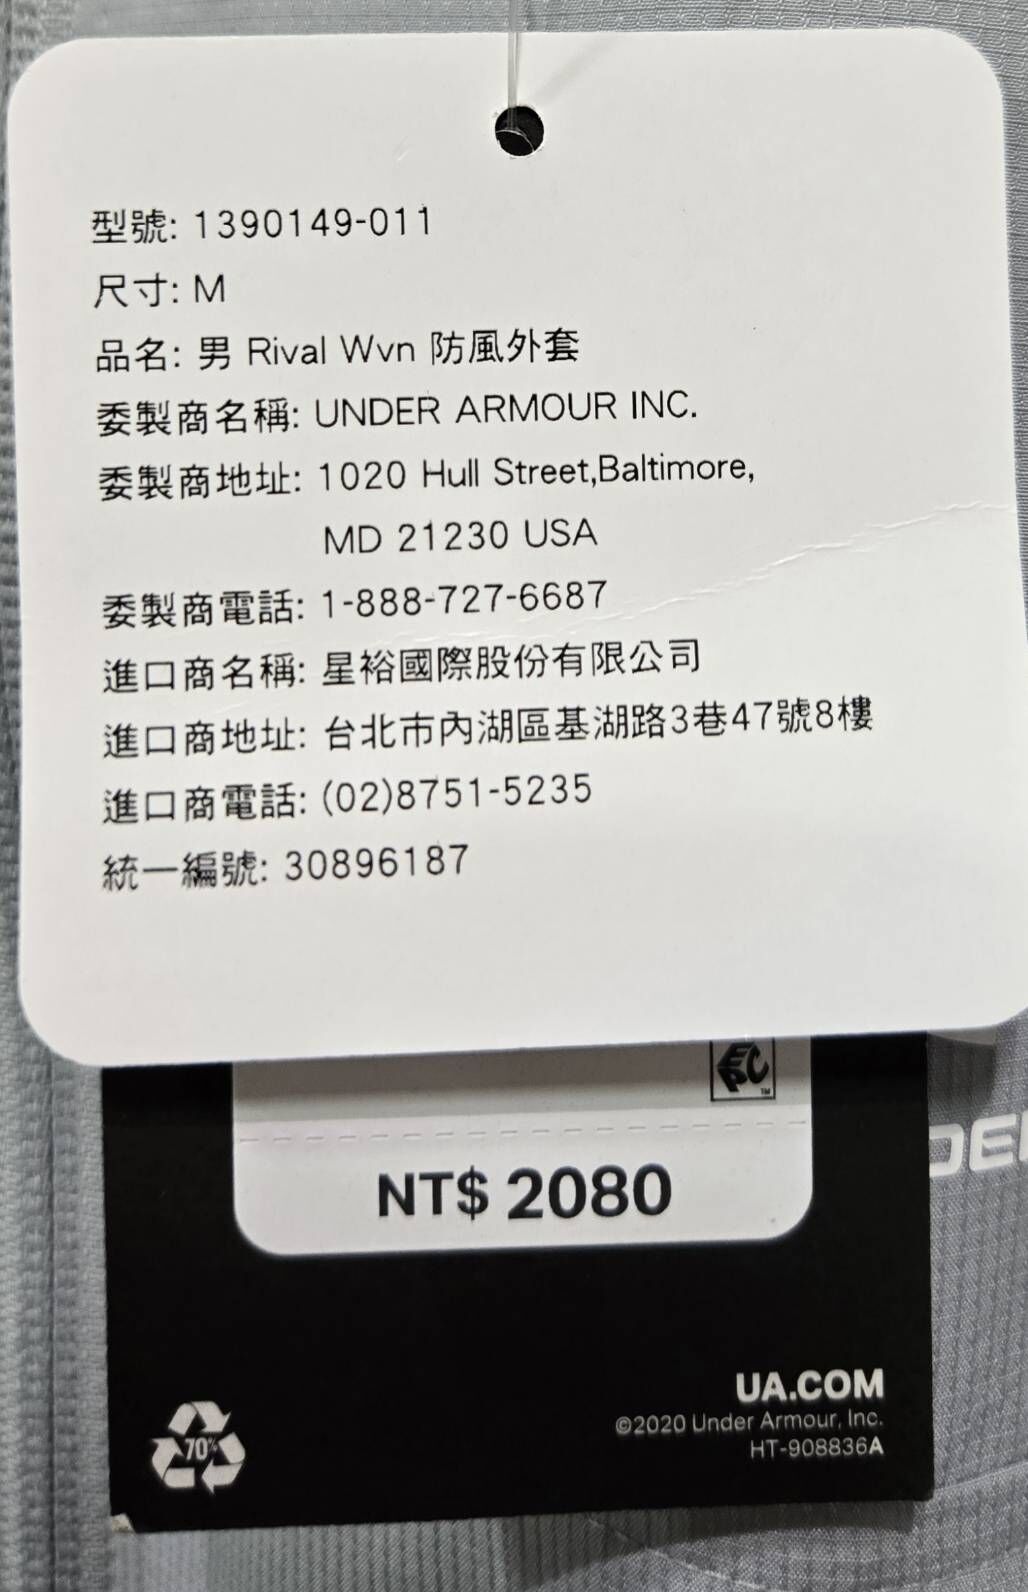 型號: 1390149-011
尺寸: M
品名: 男 Rival Wvn 防風外套
委製商名稱: UNDER ARMOUR INC.
委製商地址: 1020 Hull Street,Baltimore,
MD 21230 USA
委製商電話: 1-888-727-6687
進口商名稱: 星裕國際股份有限公司
進口商地址: 台北市內湖區基湖路3巷47號8樓
進口商電話: (02)8751-5235
統一編號: 30896187
EPC
TM
DE
NT$ 2080
UA.COM
©2020 Under Armour, Inc.
HT-908836A
70%